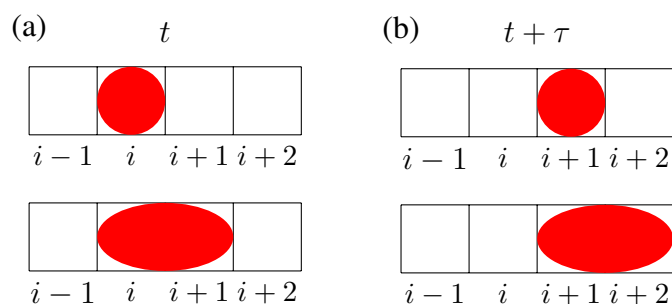 (a) t
i − 1 i i + 1 i + 2
i − 1 i i + 1 i + 2
(b) t + τ
i − 1 i i + 1 i + 2
i − 1 i i + 1 i + 2